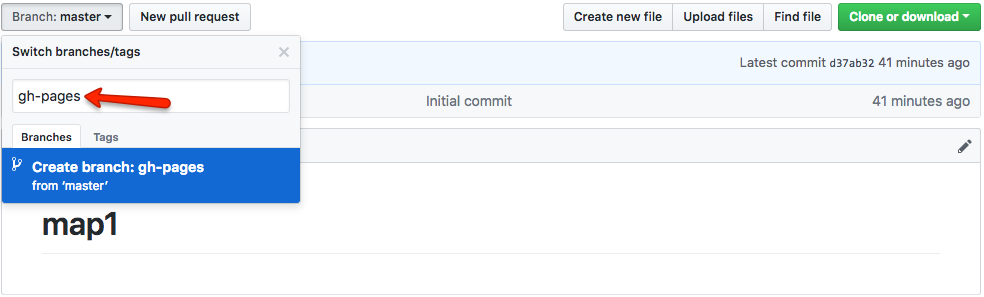 Branch: master
New pull request
Create new file
Upload files
Find file
Clone or download
Switch branches/tags
×
Latest commit d37ab32 41 minutes ago
gh-pages
Initial commit
41 minutes ago
Branches
Tags
Create branch: gh-pages
from ‘master’
map1